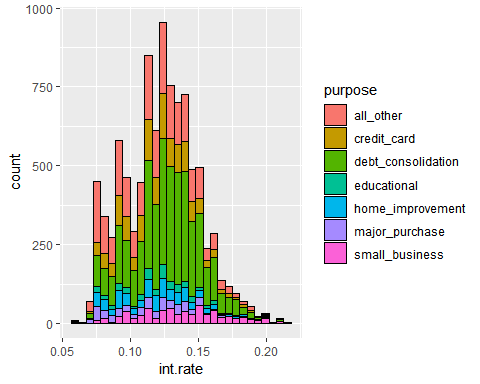 1000
750
500
250
0
count
0.05
0.10
0.15
0.20
int.rate
purpose
all_other
credit_card
debt_consolidation
educational
home_improvement
major_purchase
small_business